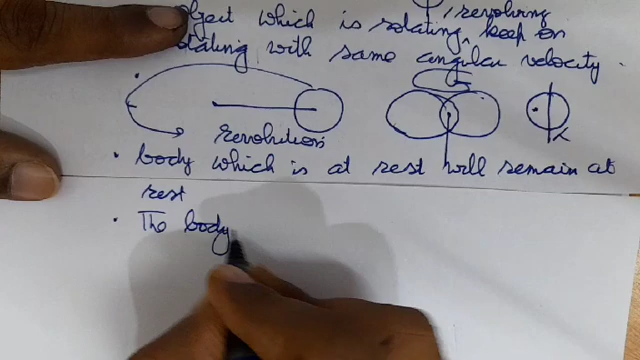 object which is rotating, / revolving keep on
rotating with same angular velocity.
revolution
• body which is at rest will remain at
rest
• The body